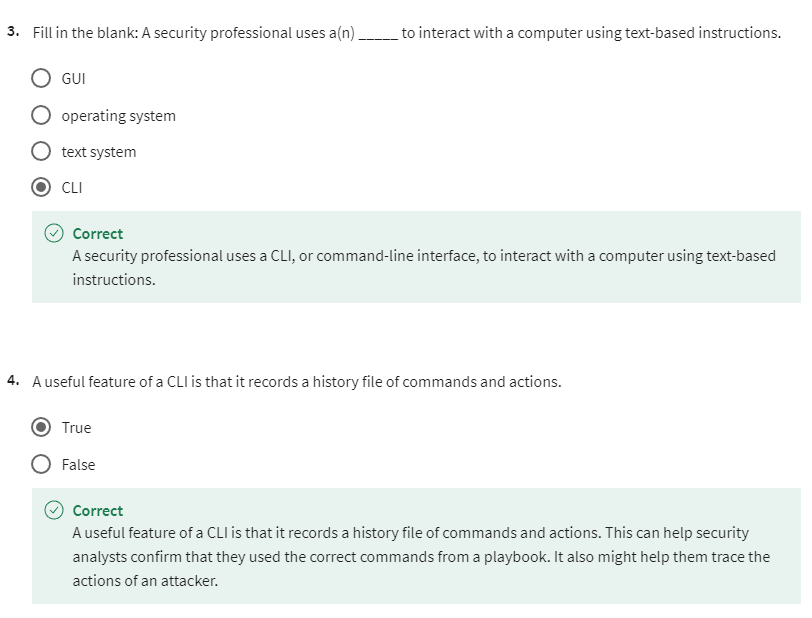 3. Fill in the blank: A security professional uses a(n) _____ to interact with a computer using text-based instructions.
GUI
operating system
text system
CLI
Correct
A security professional uses a CLI, or command-line interface, to interact with a computer using text-based
instructions.
4. A useful feature of a CLI is that it records a history file of commands and actions.
True
False
Correct
A useful feature of a CLI is that it records a history file of commands and actions. This can help security
analysts confirm that they used the correct commands from a playbook. It also might help them trace the
actions of an attacker.